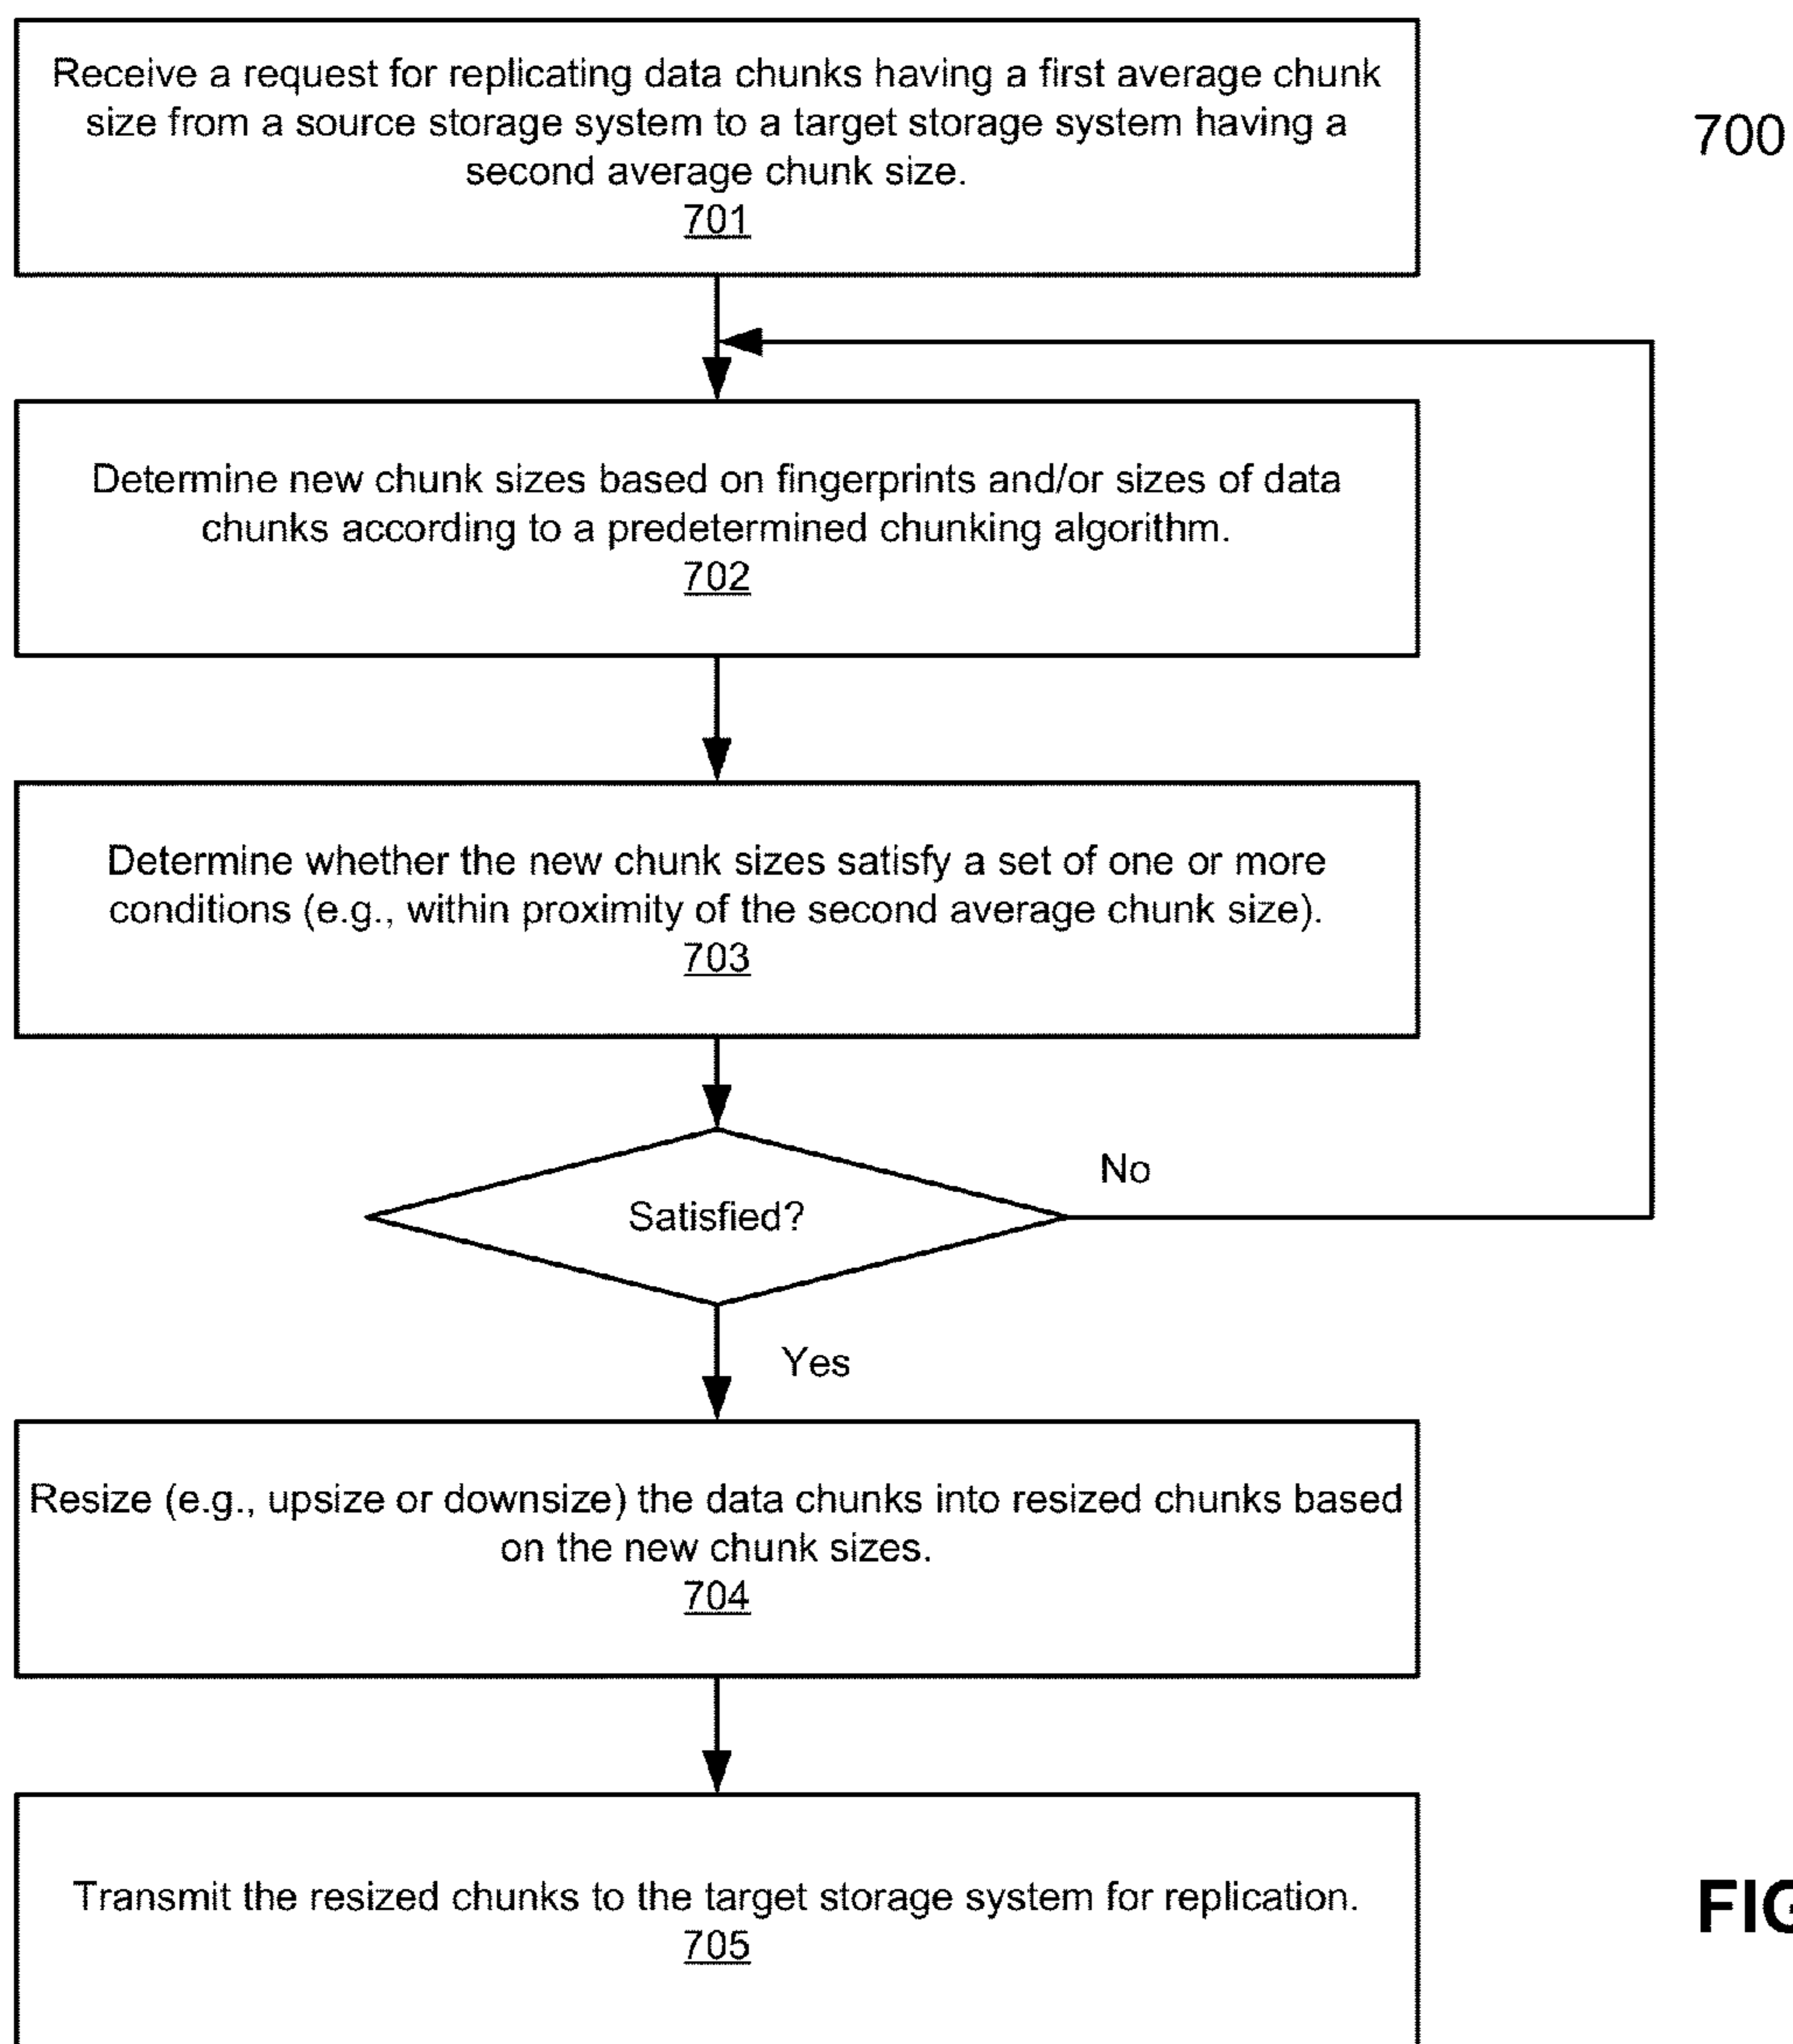 Receive a request for replicating data chunks having a first average chunk
size from a source storage system to a target storage system having a
second average chunk size.
701
700
Determine new chunk sizes based on fingerprints and/or sizes of data
chunks according to a predetermined chunking algorithm.
702
Determine whether the new chunk sizes satisfy a set of one or more
conditions (e.g., within proximity of the second average chunk size).
703
No
Satisfied?
Yes
Resize (e.g., upsize or downsize) the data chunks into resized chunks based
on the new chunk sizes.
704
Transmit the resized chunks to the target storage system for replication.
705